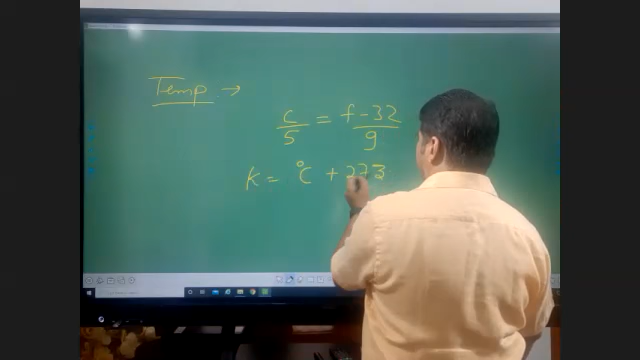 Temp →
c/5 = f-32/9
K = °C + 273